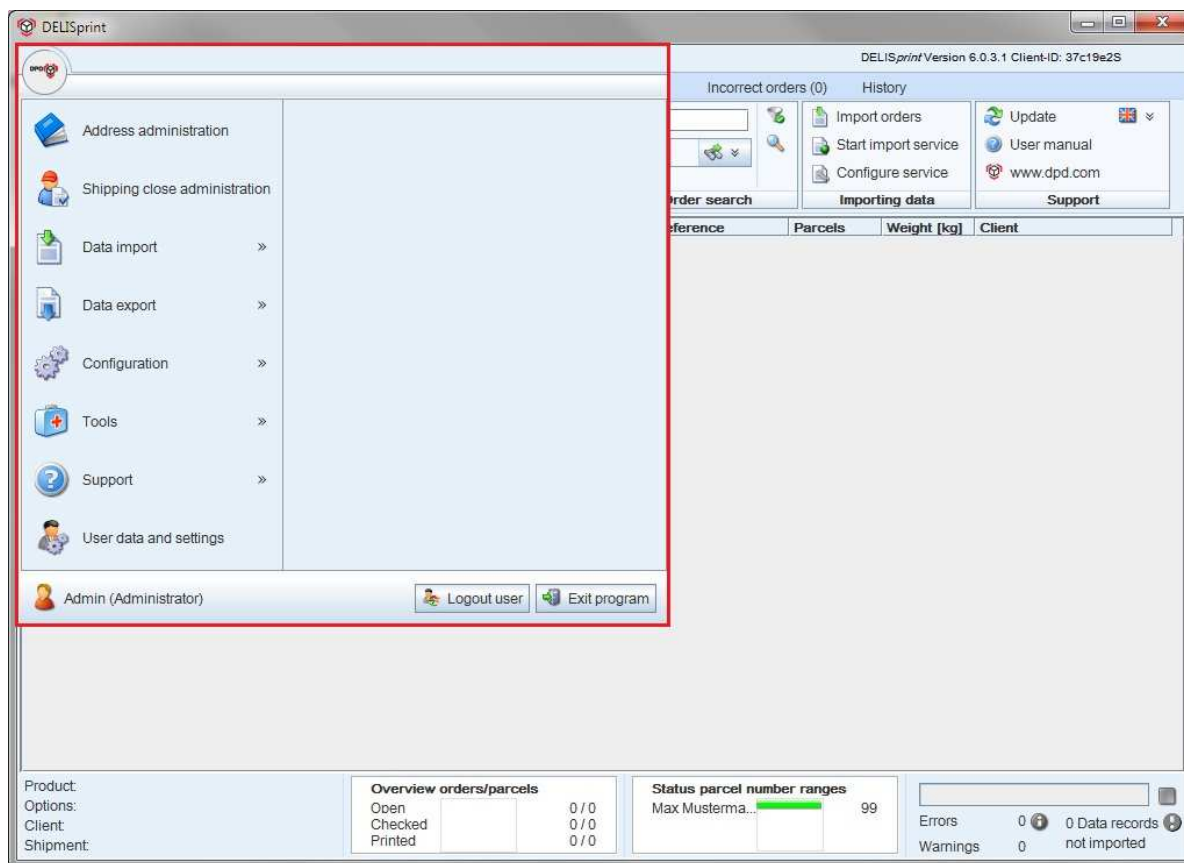 DELISprint
DPD
DELISprint Version 6.0.3.1 Client-ID: 37c19e2S
Incorrect orders (0) History
Address administration
Shipping close administration
Data import »
Data export »
Configuration »
Tools »
Support »
User data and settings
Admin (Administrator)
Logout user
Exit program
Import orders
Start import service
Configure service
Importing data
Update
User manual
www.dpd.com
Support
rder search
eference Parcels Weight [kg] Client
Product:
Options:
Client:
Shipment:
Overview orders/parcels
Open 0 / 0
Checked 0 / 0
Printed 0 / 0
Status parcel number ranges
Max Musterma... 99
Errors 0
Warnings 0
0 Data records
not imported